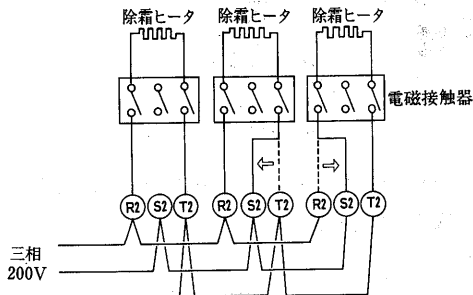 除霜ヒータ 除霜ヒータ 除霜ヒータ
電磁接触器
R2 S2 T2 R2 S2 T2 R2 S2 T2
三相
200V